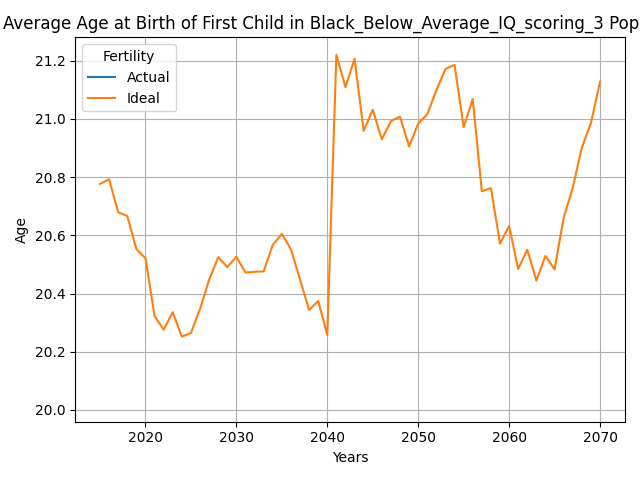 Average Age at Birth of First Child in Black_Below_Average_IQ_scoring_3 Pop
Fertility
Actual
Ideal
21.2
21.0
20.8
20.6
20.4
20.2
20.0
Age
2020 2030 2040 2050 2060 2070
Years